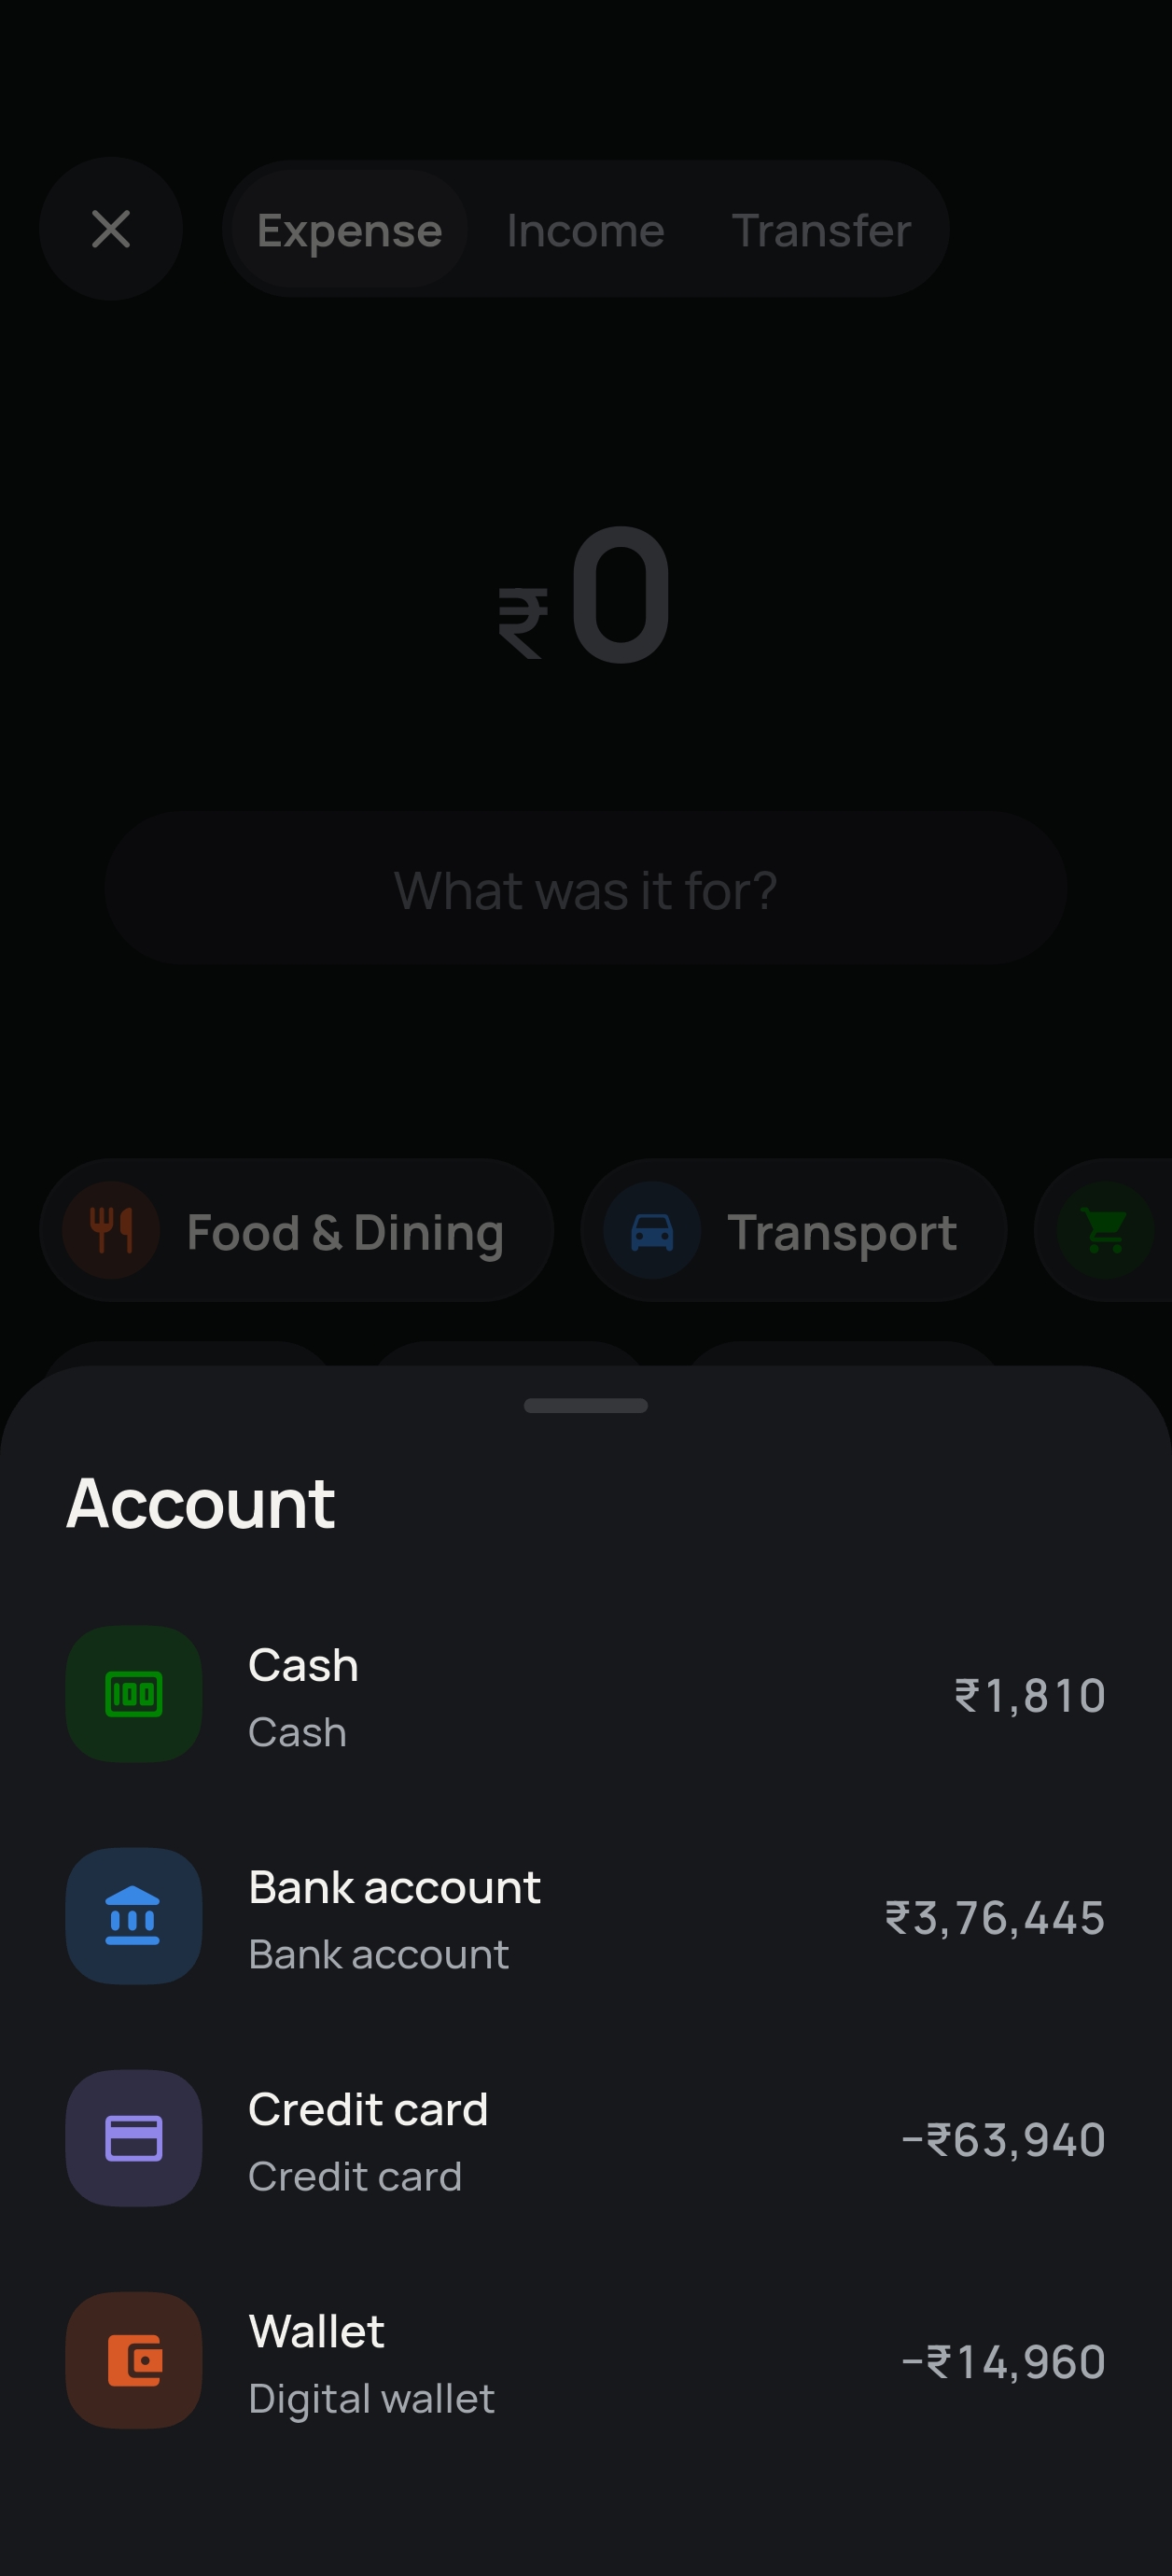 Expense
Income
Transfer
₹0
What was it for?
Food & Dining
Transport
Account
Cash
Cash
₹1,810
Bank account
Bank account
₹3,76,445
Credit card
Credit card
−₹63,940
Wallet
Digital wallet
−₹14,960